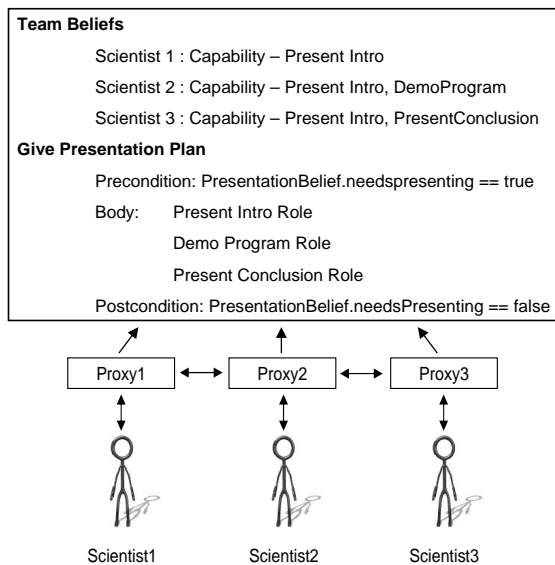 Team Beliefs
Scientist 1 : Capability – Present Intro
Scientist 2 : Capability – Present Intro, DemoProgram
Scientist 3 : Capability – Present Intro, PresentConclusion
Give Presentation Plan
Precondition: PresentationBelief.needspresenting == true
Body: Present Intro Role
Demo Program Role
Present Conclusion Role
Postcondition: PresentationBelief.needsPresenting == false
Proxy1 Proxy2 Proxy3
Scientist1 Scientist2 Scientist3